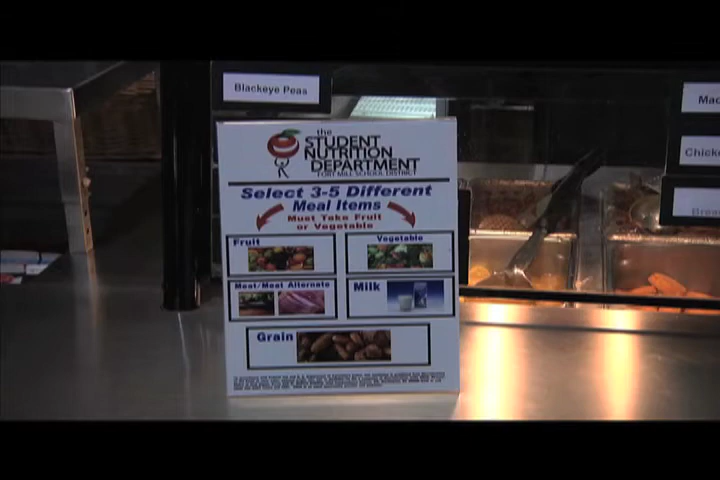 Blackeye Peas
the
STUDENT
NUTRITION
DEPARTMENT
FORT MILL SCHOOL DISTRICT
Select 3-5 Different
Meal Items
Must Take Fruit
or Vegetable
Fruit
Vegetable
Meat/Meat Alternate
Milk
Grain
Mac
Chick
Brea